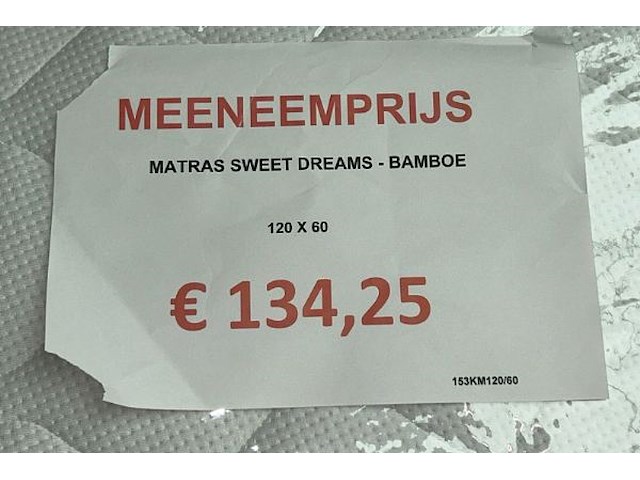 MEENEEMPRIJS
MATRAS SWEET DREAMS - BAMBOE
120 X 60
€ 134,25
153KM120/60